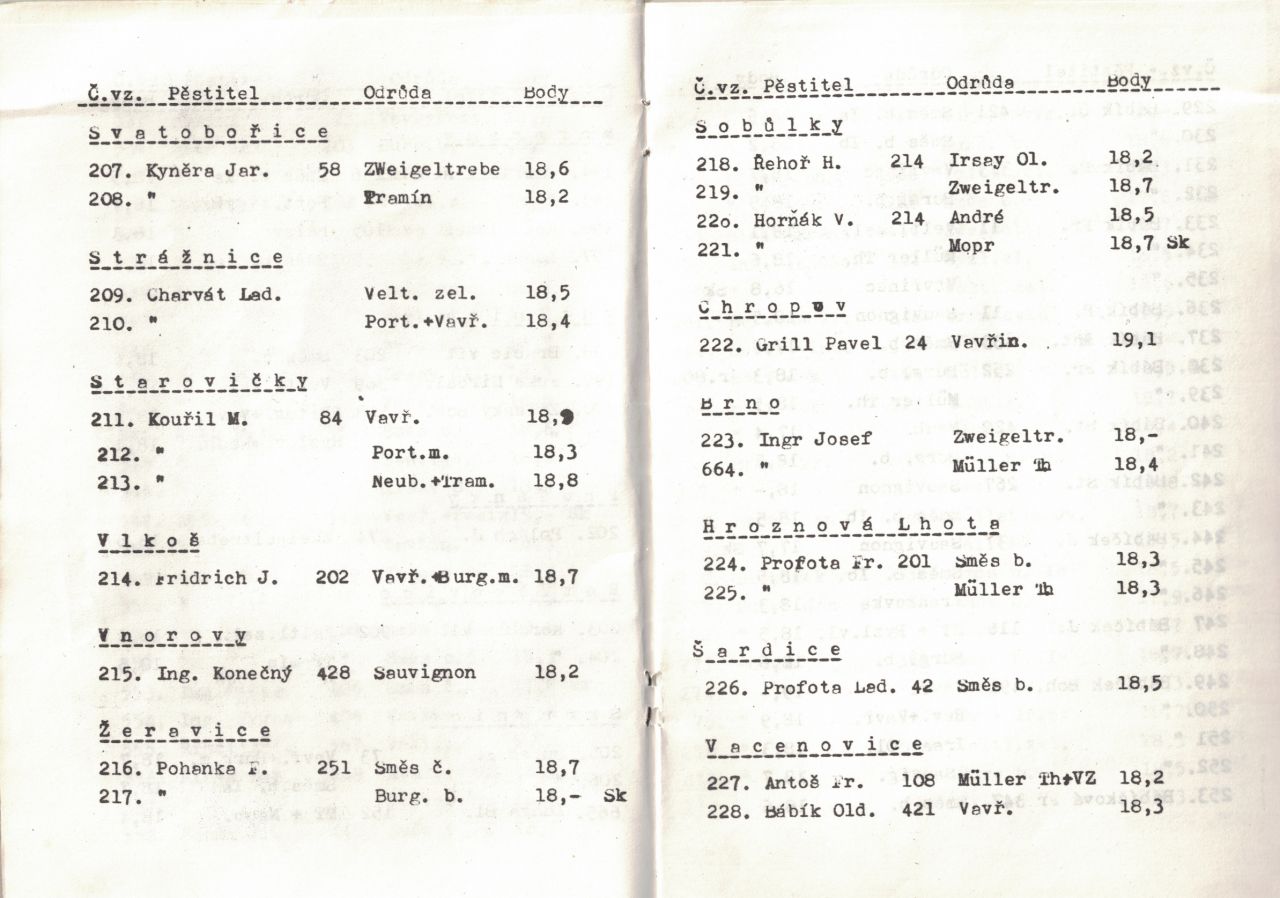 Č.vz. Pěstitel Odrůda Body
Svatobořice
207. Kyněra Jar. 58 ZWeigeltrebe 18,6
208. " Tramín 18,2
Strážnice
209. Charvát Lad. Velt. zel. 18,5
210. " Port.+Vavř. 18,4
Starovičky
211. Kouřil M. 84 Vavř. 18,9
212. " Port.m. 18,3
213. " Neub.+Tram. 18,8
Vlkoš
214. Fridrich J. 202 Vavř.+Burg.m. 18,7
Vnorovy
215. Ing. Konečný 428 Sauvignon 18,2
Žeravice
216. Pohanka F. 251 Směs č. 18,7
217. " Burg. b. 18,- Sk
Č.vz. Pěstitel Odrůda Body
Sobůlky
218. Řehoř H. 214 Irsay Ol. 18,2
219. " Zweigeltr. 18,7
22o. Horňák V. 214 André 18,5
221. " Mopr 18,7 Sk
Chropov
222. Grill Pavel 24 Vavřin. 19,1
Brno
223. Ingr Josef Zweigeltr. 18,-
664. " Müller Th 18,4
Hroznová Lhota
224. Profota Fr. 201 Směs b. 18,3
225. " Müller Th 18,3
Šardice
226. Profota Lad. 42 Směs b. 18,5
Vacenovice
227. Antoš Fr. 108 Müller Th+VZ 18,2
228. Bábík Old. 421 Vavř. 18,3